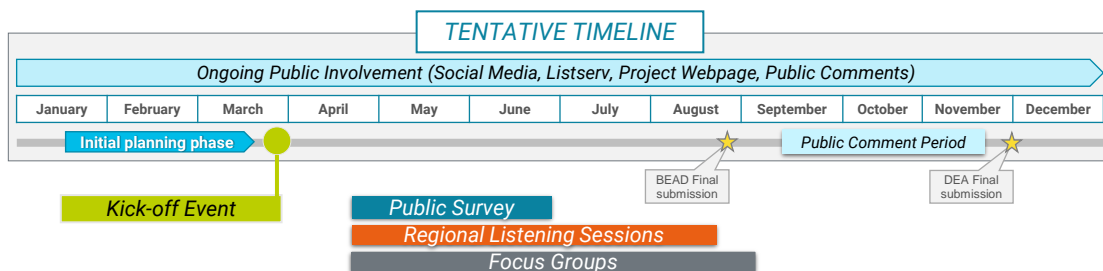 TENTATIVE TIMELINE
Ongoing Public Involvement (Social Media, Listserv, Project Webpage, Public Comments)
January February March April May June July August September October November December
Initial planning phase
Public Comment Period
BEAD Final
submission
DEA Final
submission
Kick-off Event
Public Survey
Regional Listening Sessions
Focus Groups